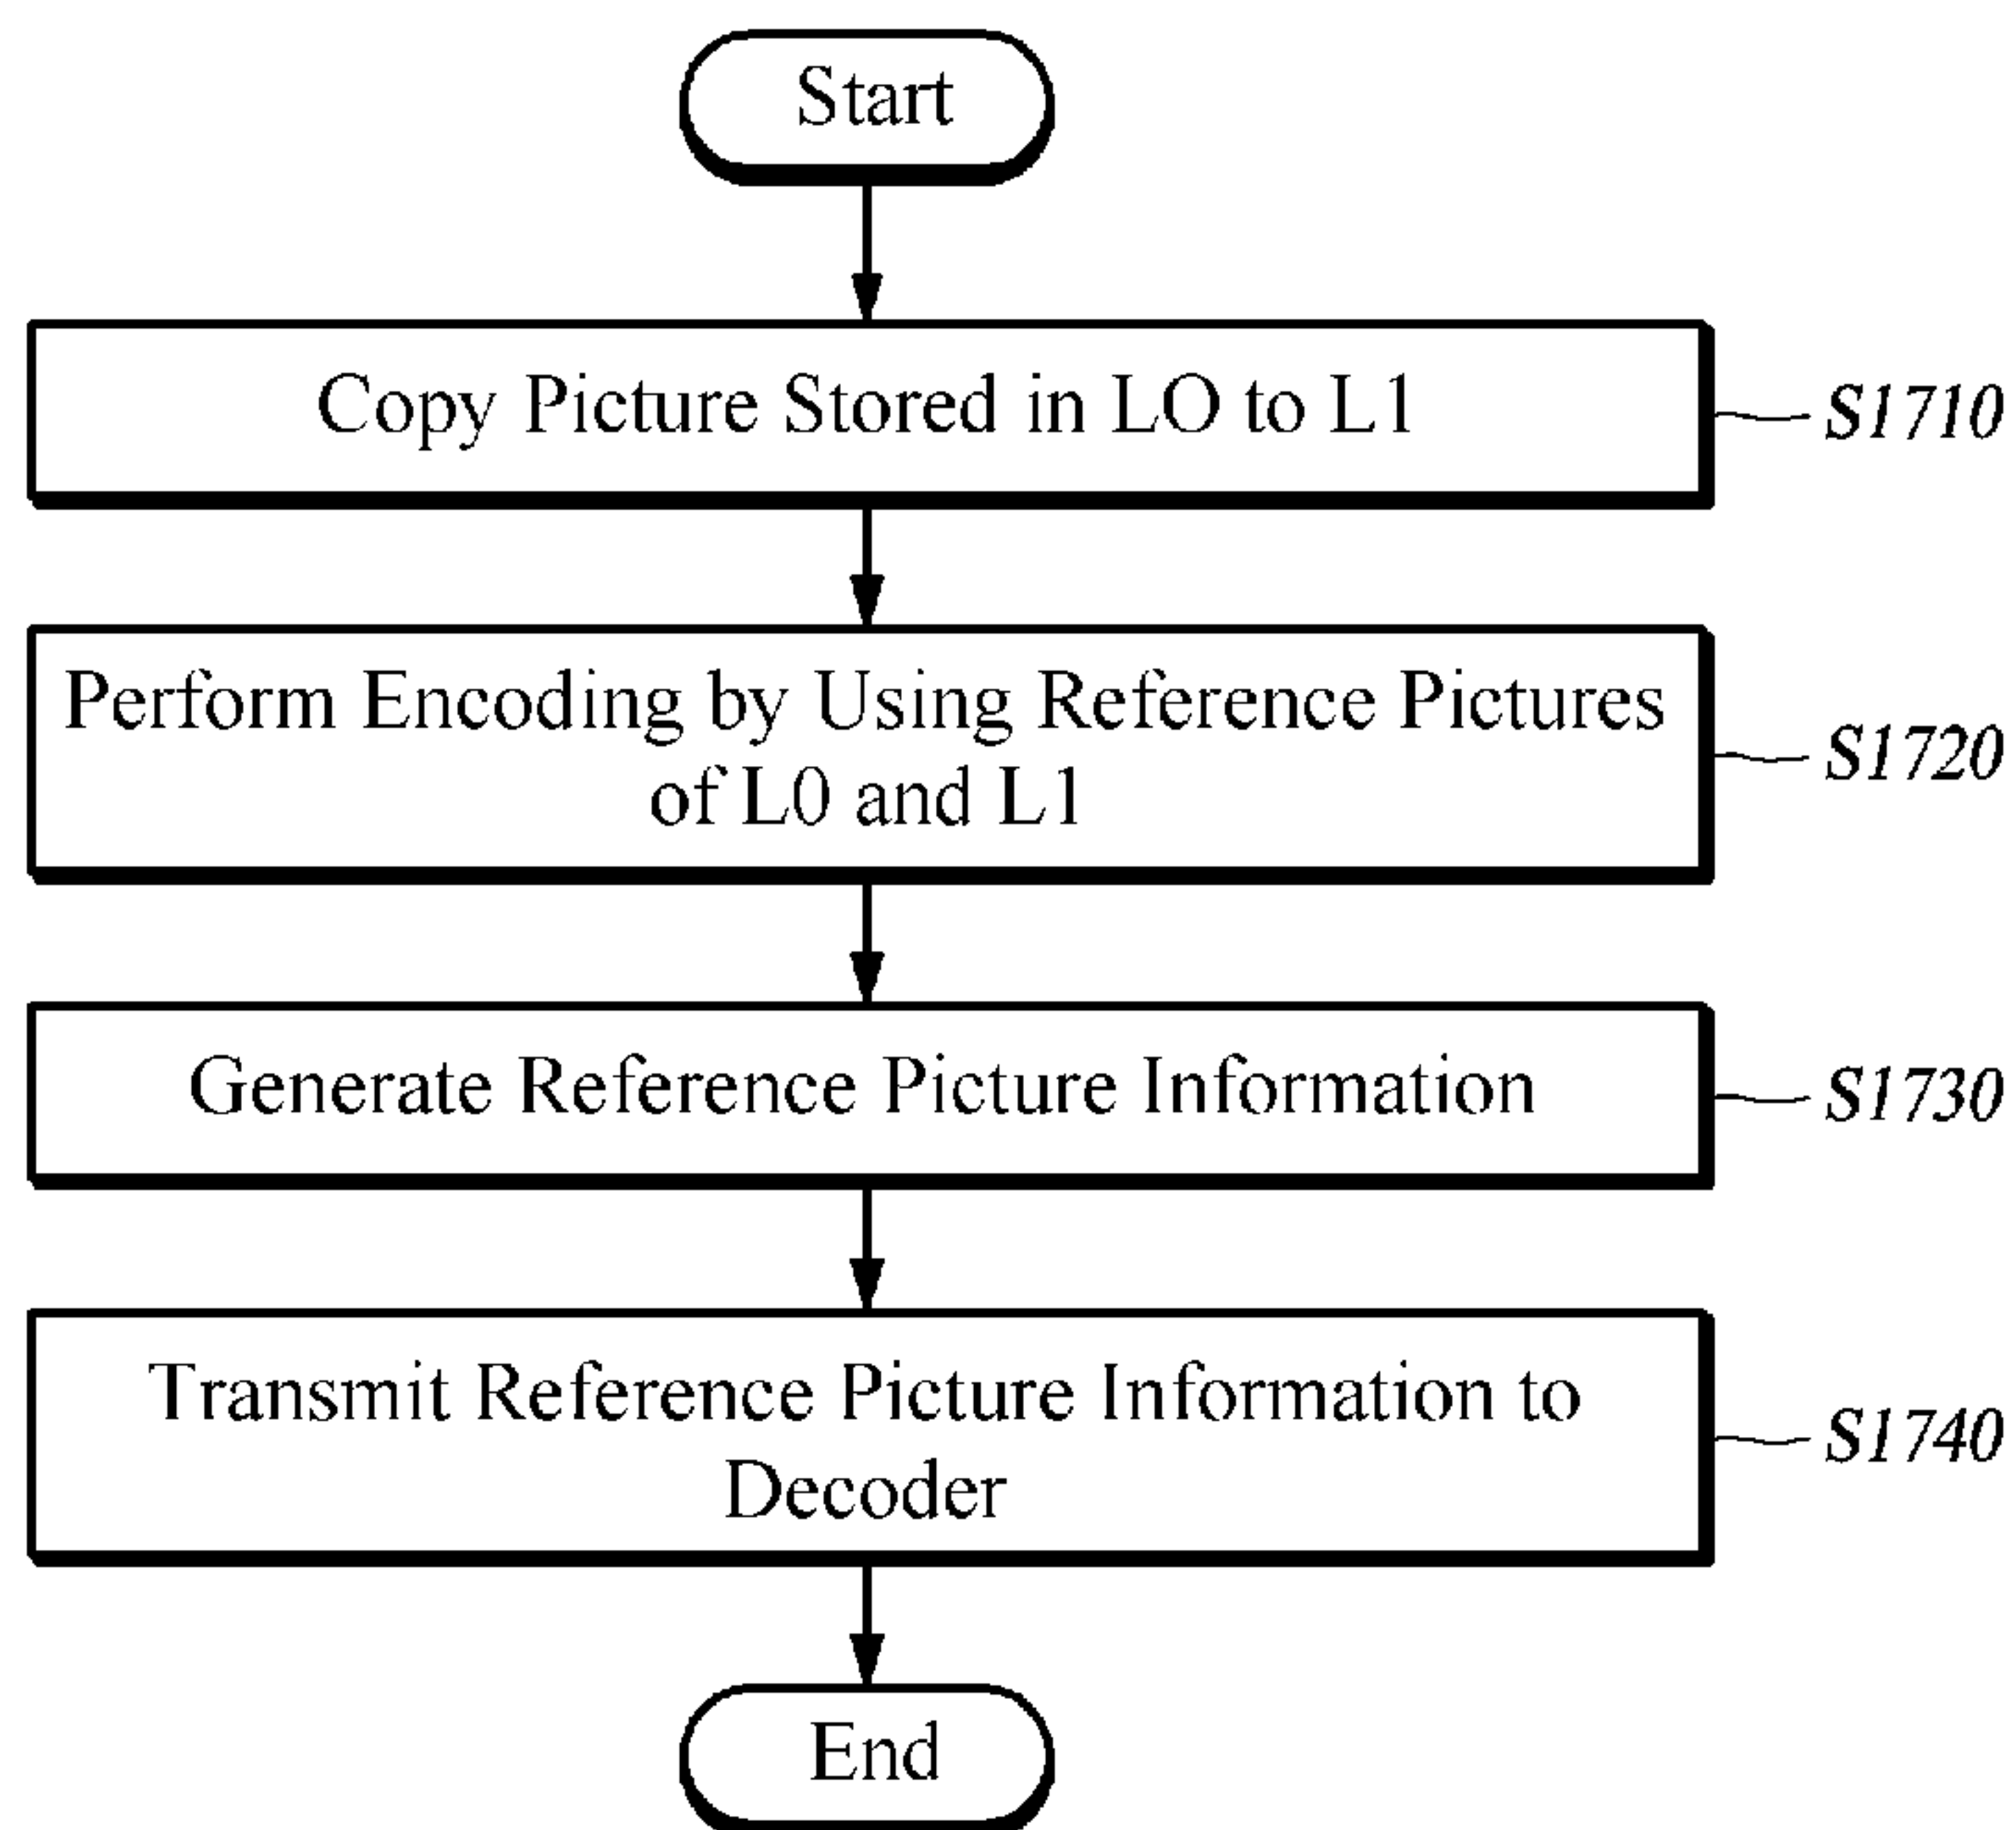 Start
Copy Picture Stored in LO to L1
S1710
Perform Encoding by Using Reference Pictures
of L0 and L1
S1720
Generate Reference Picture Information
S1730
Transmit Reference Picture Information to
Decoder
S1740
End